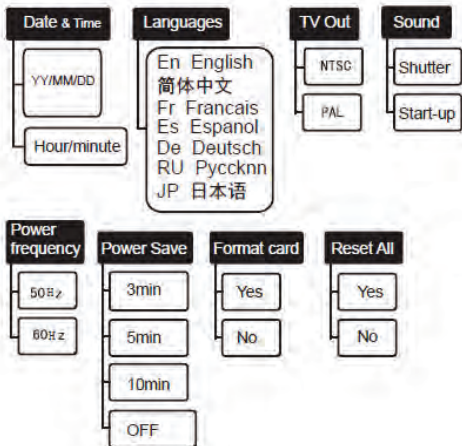 Date & Time
YY/MM/DD
Hour/minute
Languages
En English
简体中文
Fr Francais
Es Espanol
De Deutsch
RU Pyccknn
JP 日本语
TV Out
NTSC
PAL
Sound
Shutter
Start-up
Power
frequency
50Hz
60Hz
Power Save
3min
5min
10min
OFF
Format card
Yes
No
Reset All
Yes
No